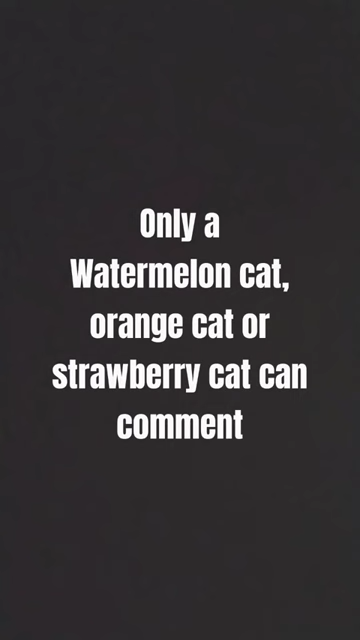 Only a
Watermelon cat,
orange cat or
strawberry cat can
comment